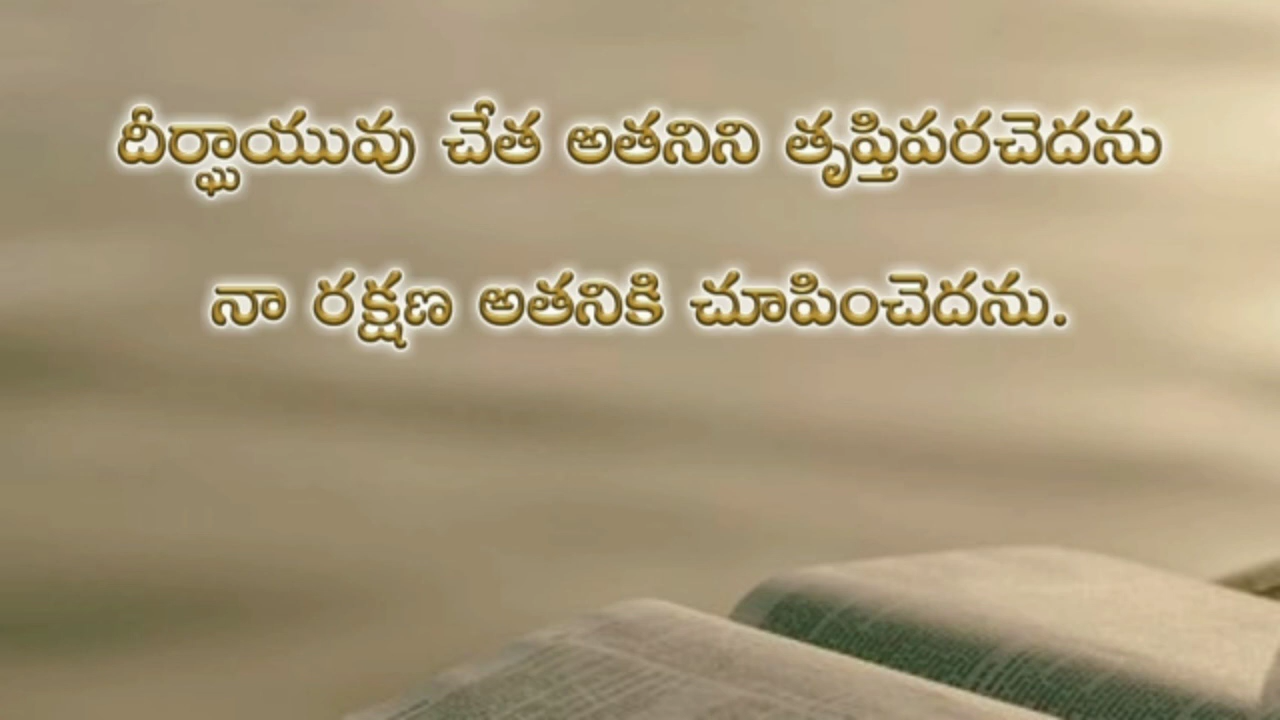 దీర్ఘాయువు చేత అతనిని తృప్తిపరచెదను
నా రక్షణ అతనికి చూపించెదను.